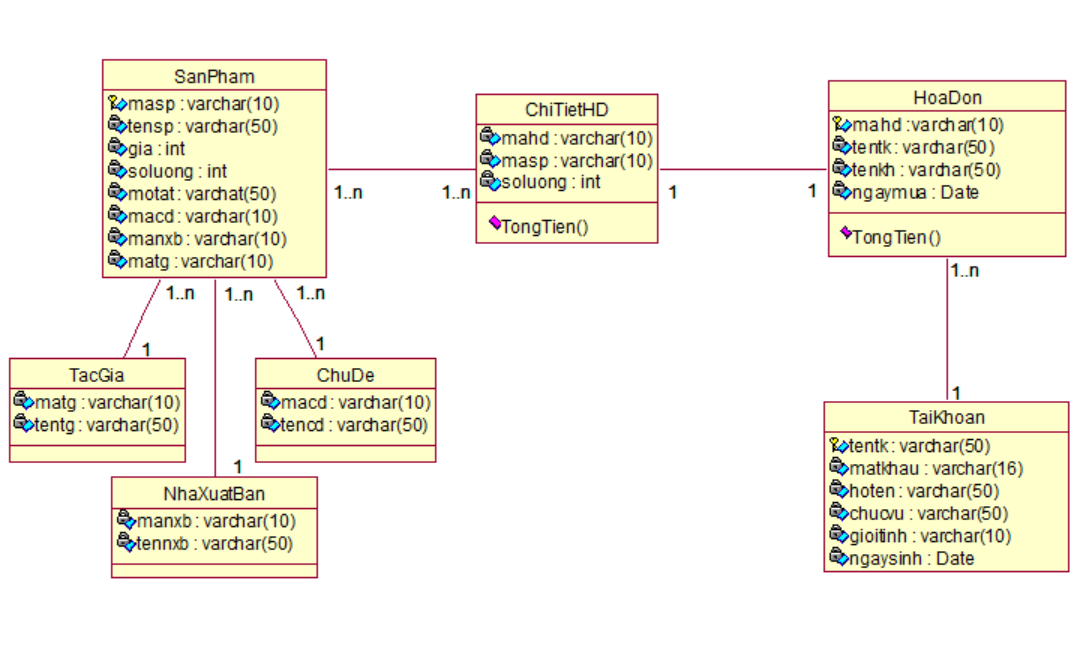 SanPham
masp : varchar(10)
tensp : varchar(50)
gia : int
soluong : int
motat : varchat(50)
macd : varchar(10)
manxb : varchar(10)
matg : varchar(10)
1..n
1..n
ChiTietHD
mahd : varchar(10)
masp : varchar(10)
soluong : int
TongTien()
1
1
HoaDon
mahd : varchar(10)
tentk : varchar(50)
tenkh : varchar(50)
ngaymua : Date
TongTien()
1..n
1..n
1..n
1..n
1
1
1
1
TacGia
matg : varchar(10)
tentg : varchar(50)
ChuDe
macd : varchar(10)
tencd : varchar(50)
NhaXuatBan
manxb : varchar(10)
tennxb : varchar(50)
TaiKhoan
tentk : varchar(50)
matkhau : varchar(16)
hoten : varchar(50)
chucvu : varchar(50)
gioitinh : varchar(10)
ngaysinh : Date